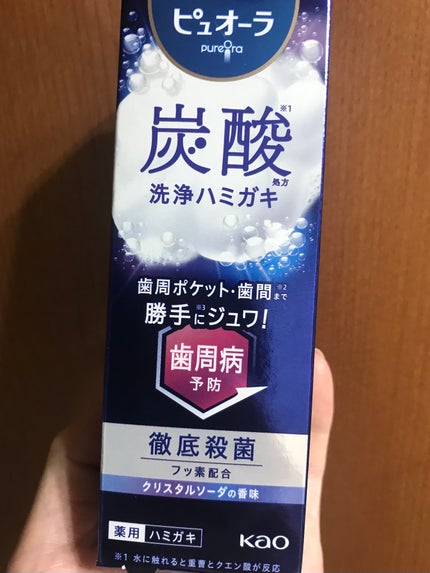 ピュオーラ
pureOra
炭酸※1
処方
洗浄ハミガキ
歯周ポケット・歯間※2まで
勝手に※3ジュワ!
歯周病
予防
徹底殺菌
フッ素配合
クリスタルソーダの香味
薬用 ハミガキ
Kao
※1 水に触れると重曹とクエン酸が反応